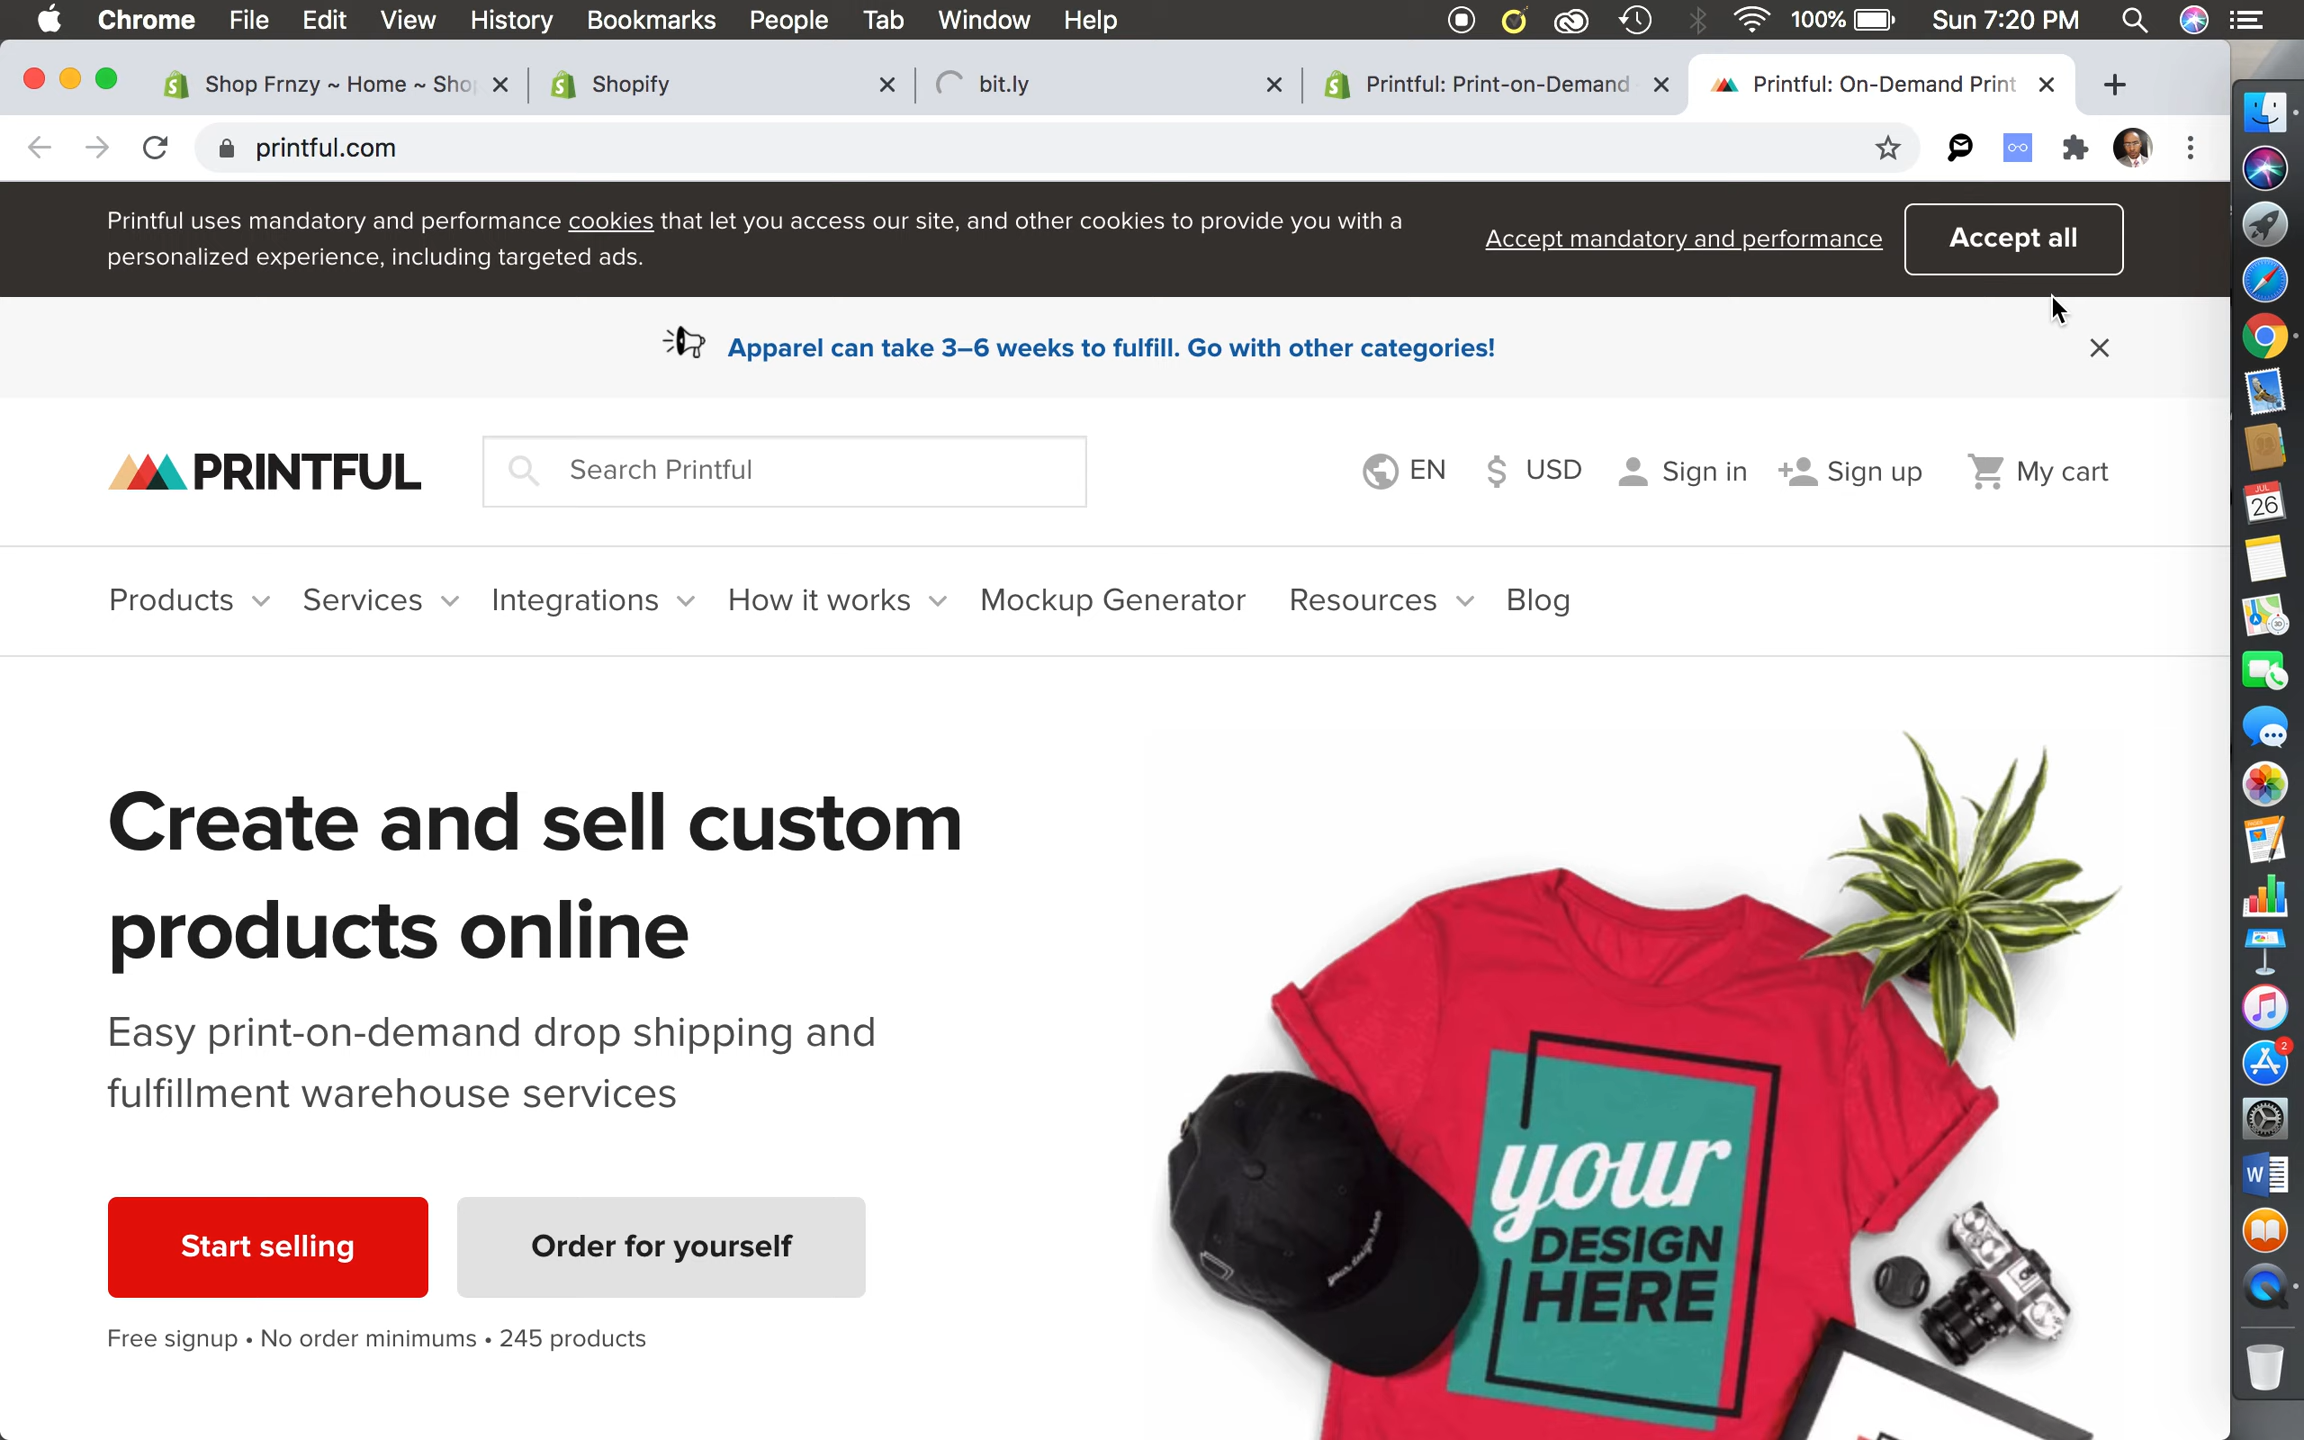 Chrome File Edit View History Bookmarks People Tab Window Help 100% Sun 7:20 PM
Shop Frnzy ~ Home ~ Shop Shopify bit.ly Printful: Print-on-Demand Printful: On-Demand Print
printful.com
Printful uses mandatory and performance cookies that let you access our site, and other cookies to provide you with a
personalized experience, including targeted ads.
Accept mandatory and performance
Accept all
Apparel can take 3–6 weeks to fulfill. Go with other categories!
PRINTFUL Search Printful EN $ USD Sign in Sign up My cart
Products Services Integrations How it works Mockup Generator Resources Blog
Create and sell custom
products online
Easy print-on-demand drop shipping and
fulfillment warehouse services
Start selling Order for yourself
Free signup • No order minimums • 245 products
your
DESIGN
HERE
your design here
JUL
26
2
W